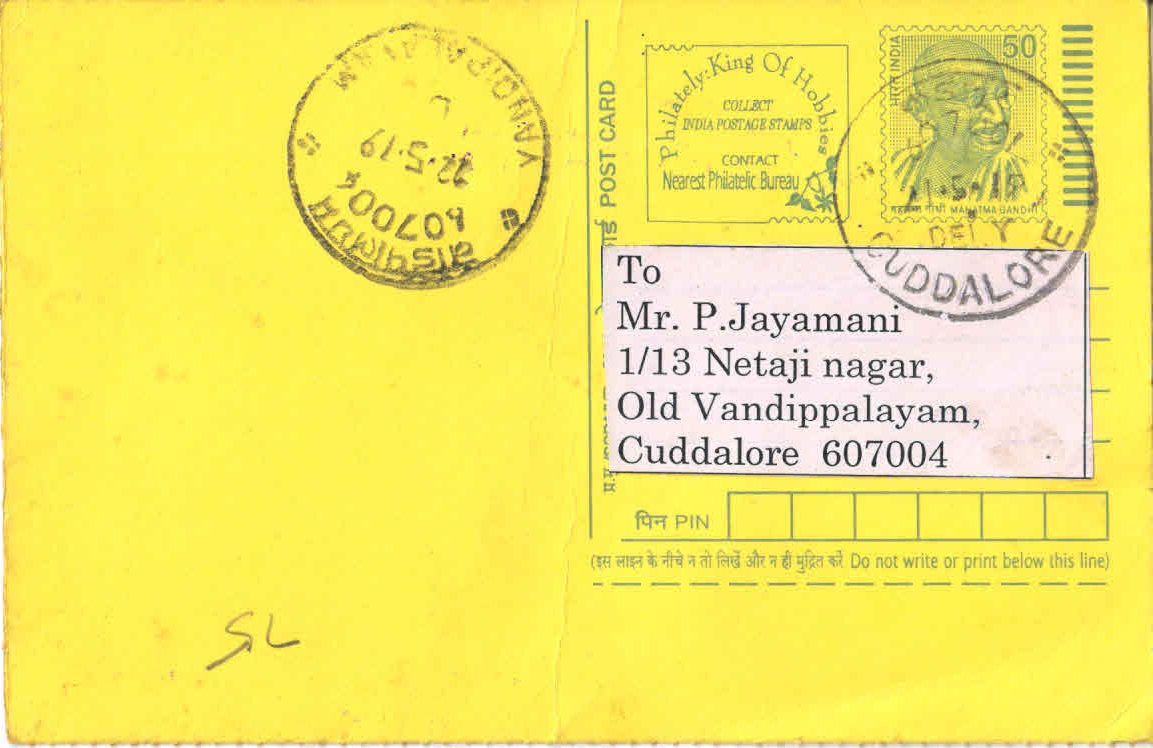 22.5.19
607004
POST CARD
Philately: King Of Hobbies
COLLECT
INDIA POSTAGE STAMPS
CONTACT
Nearest Philatelic Bureau
भारत INDIA
50
महात्मा गांधी MAHATMA GANDHI
CUDDALORE
To
Mr. P.Jayamani
1/13 Netaji nagar,
Old Vandippalayam,
Cuddalore 607004
पिन PIN
(इस लाइन के नीचे न तो लिखें और न ही मुद्रित करें Do not write or print below this line)